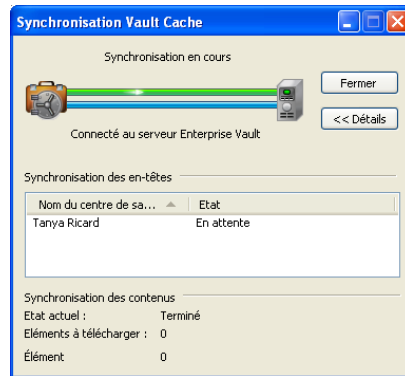 Synchronisation Vault Cache
Synchronisation en cours
Fermer
<< Détails
Connecté au serveur Enterprise Vault
Synchronisation des en-têtes
Nom du centre de sa... Etat
Tanya Ricard En attente
Synchronisation des contenus
Etat actuel : Terminé
Eléments à télécharger : 0
Élément 0